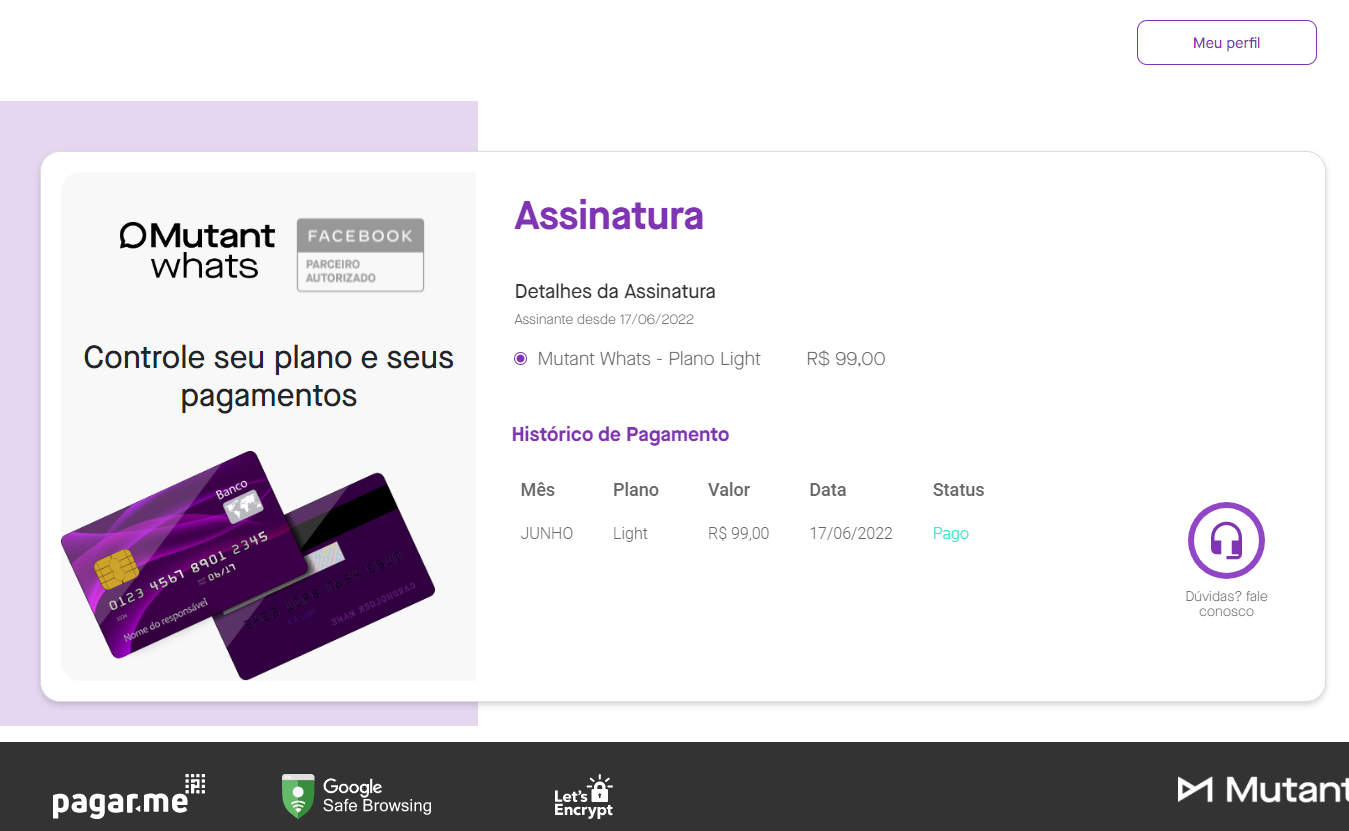 Meu perfil
Mutant
whats
FACEBOOK
PARCEIRO
AUTORIZADO
Controle seu plano e seus
pagamentos
Banco
0123 4567 8901 2345
06/17
Nome do responsável
Assinatura
Detalhes da Assinatura
Assinante desde 17/06/2022
Mutant Whats - Plano Light R$ 99,00
Histórico de Pagamento
Mês Plano Valor Data Status
JUNHO Light R$ 99,00 17/06/2022 Pago
Dúvidas? fale
conosco
pagar.me
Google
Safe Browsing
Let's
Encrypt
Mutant